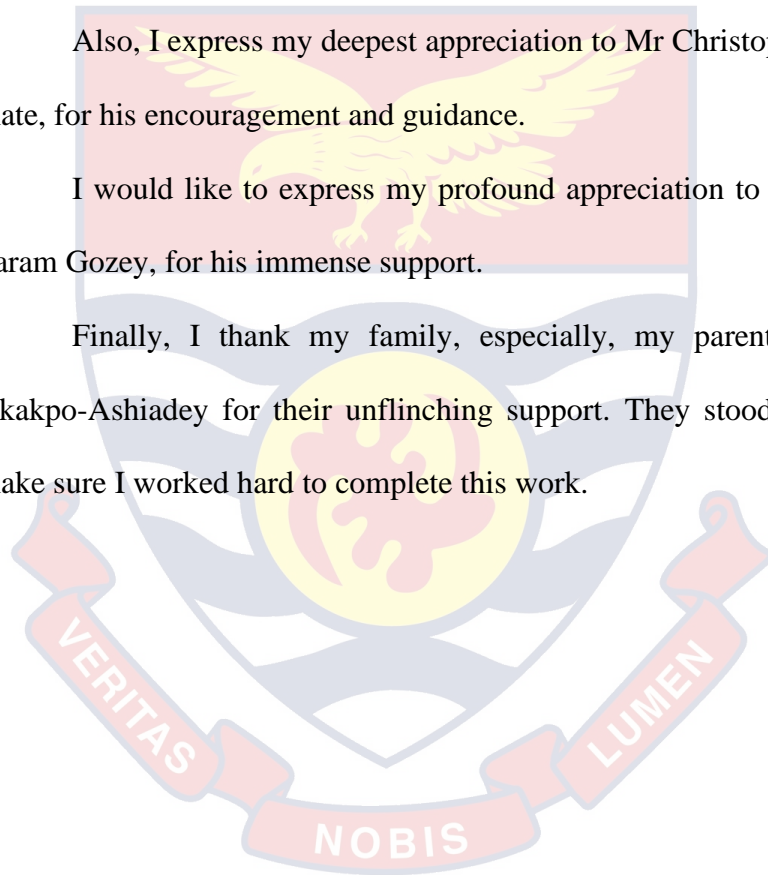 Also, I express my deepest appreciation to Mr Christop
ate, for his encouragement and guidance.
I would like to express my profound appreciation to
aram Gozey, for his immense support.
Finally, I thank my family, especially, my parent
kakpo-Ashiadey for their unflinching support. They stood
ake sure I worked hard to complete this work.
VERITAS
NOBIS
LUMEN